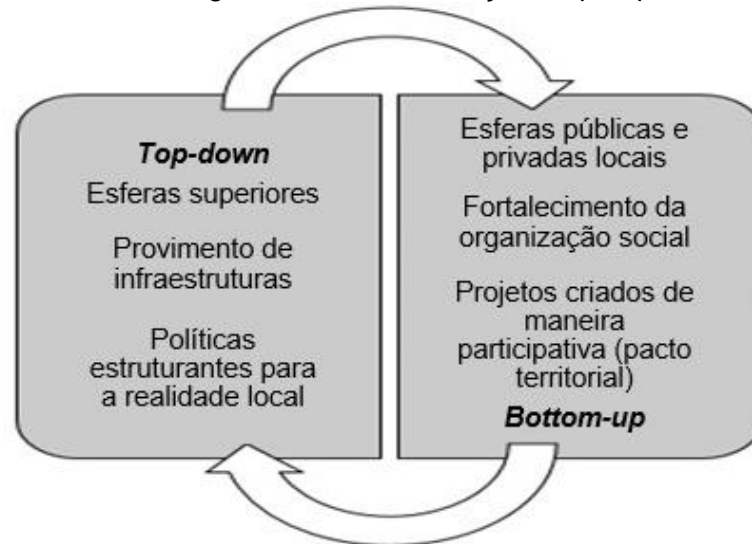 Top-down
Esferas superiores
Provimento de
infraestruturas
Políticas
estruturantes para
a realidade local
Esferas públicas e
privadas locais
Fortalecimento da
organização social
Projetos criados de
maneira
participativa (pacto
territorial)
Bottom-up